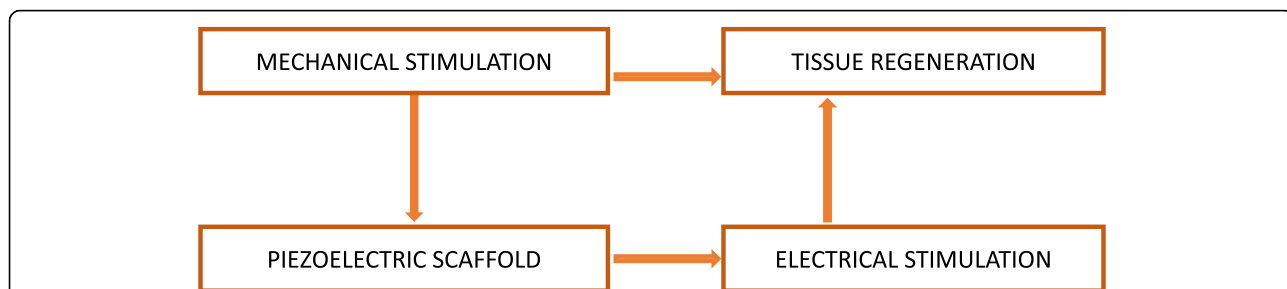 MECHANICAL STIMULATION
TISSUE REGENERATION
PIEZOELECTRIC SCAFFOLD
ELECTRICAL STIMULATION